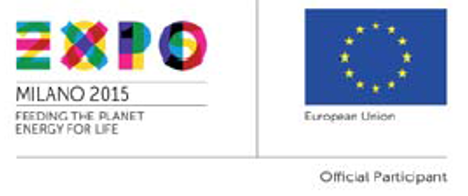 EXPO
MILANO 2015
FEEDING THE PLANET
ENERGY FOR LIFE
European Union
Official Participant